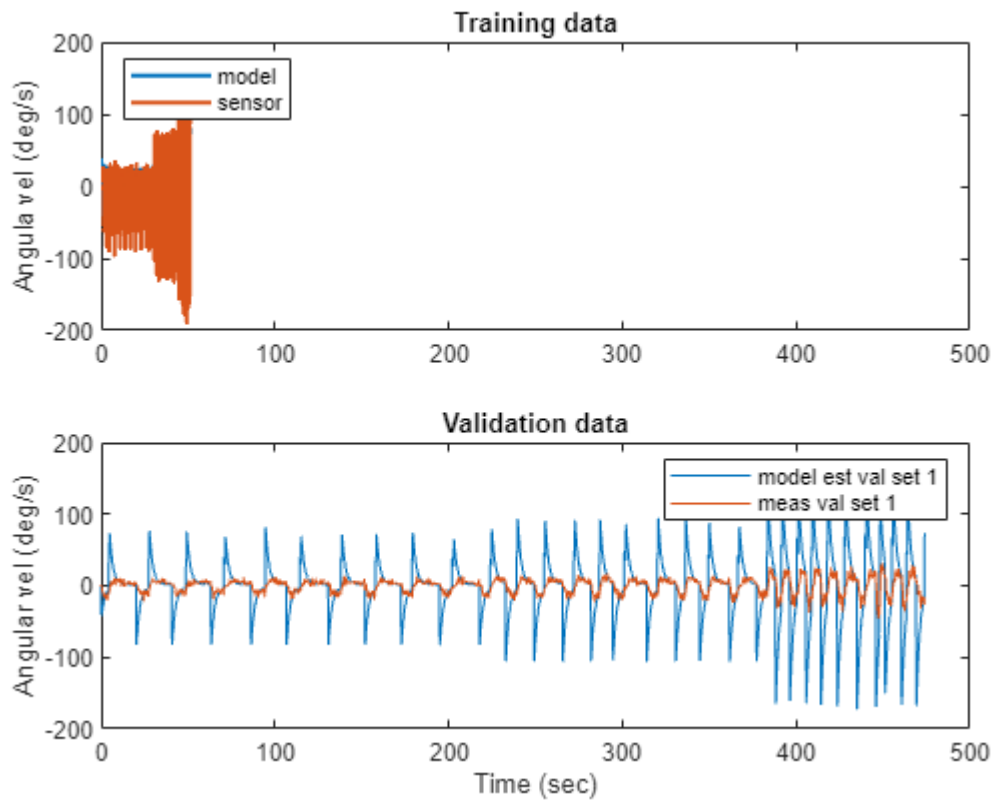 Training data
200
100
0
-100
-200
Angula vel (deg/s)
model
sensor
0
100
200
300
400
500
Validation data
200
100
0
-100
-200
Angular vel (deg/s)
model est val set 1
meas val set 1
0
100
200
300
400
500
Time (sec)